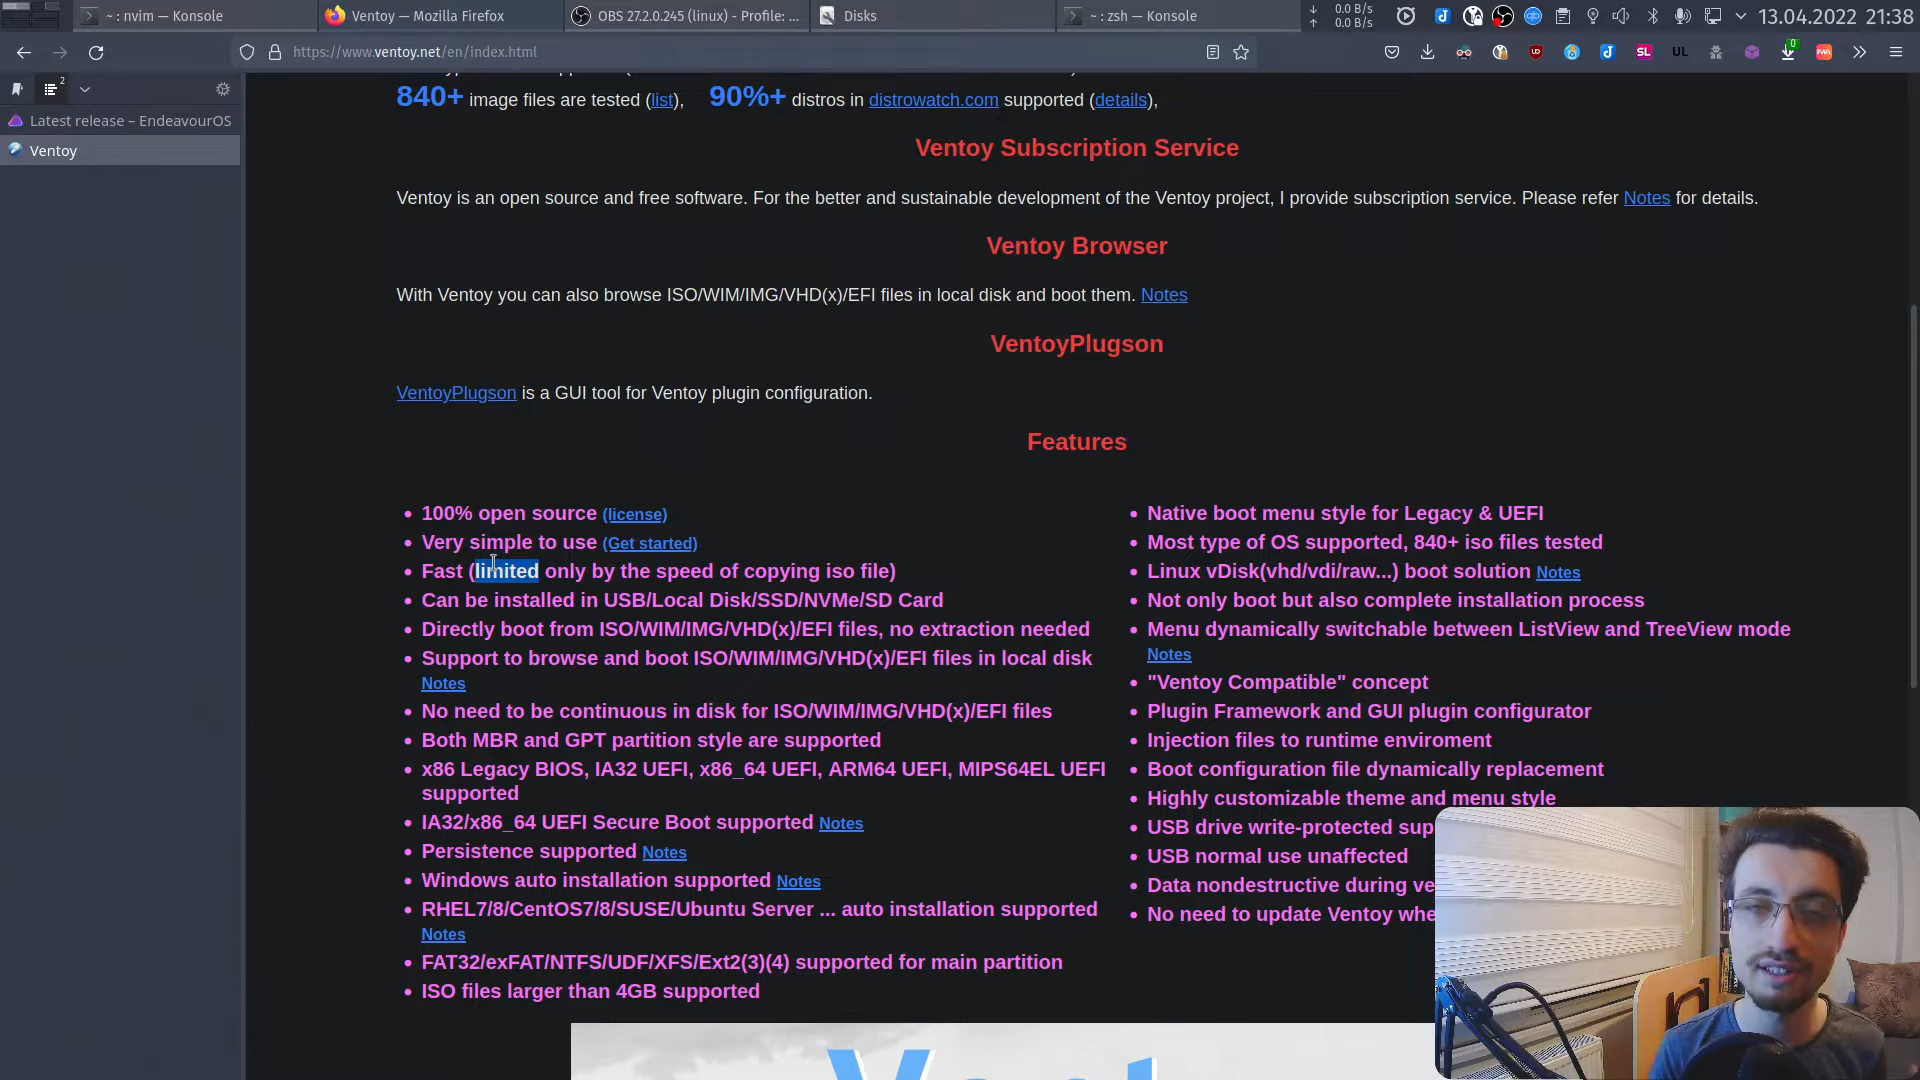 ~ : nvim — Konsole
Ventoy — Mozilla Firefox
OBS 27.2.0.245 (linux) - Profile: ...
Disks
~ : zsh — Konsole
0.0 B/s
0.0 B/s
13.04.2022 21:38
https://www.ventoy.net/en/index.html
UL
0
2
Latest release – EndeavourOS
Ventoy
840+ image files are tested (list), 90%+ distros in distrowatch.com supported (details),
Ventoy Subscription Service
Ventoy is an open source and free software. For the better and sustainable development of the Ventoy project, I provide subscription service. Please refer Notes for details.
Ventoy Browser
With Ventoy you can also browse ISO/WIM/IMG/VHD(x)/EFI files in local disk and boot them. Notes
VentoyPlugson
VentoyPlugson is a GUI tool for Ventoy plugin configuration.
Features
100% open source (license)
Very simple to use (Get started)
Fast (limited only by the speed of copying iso file)
Can be installed in USB/Local Disk/SSD/NVMe/SD Card
Directly boot from ISO/WIM/IMG/VHD(x)/EFI files, no extraction needed
Support to browse and boot ISO/WIM/IMG/VHD(x)/EFI files in local disk
Notes
No need to be continuous in disk for ISO/WIM/IMG/VHD(x)/EFI files
Both MBR and GPT partition style are supported
x86 Legacy BIOS, IA32 UEFI, x86_64 UEFI, ARM64 UEFI, MIPS64EL UEFI
supported
IA32/x86_64 UEFI Secure Boot supported Notes
Persistence supported Notes
Windows auto installation supported Notes
RHEL7/8/CentOS7/8/SUSE/Ubuntu Server ... auto installation supported
Notes
FAT32/exFAT/NTFS/UDF/XFS/Ext2(3)(4) supported for main partition
ISO files larger than 4GB supported
Native boot menu style for Legacy & UEFI
Most type of OS supported, 840+ iso files tested
Linux vDisk(vhd/vdi/raw...) boot solution Notes
Not only boot but also complete installation process
Menu dynamically switchable between ListView and TreeView mode
Notes
"Ventoy Compatible" concept
Plugin Framework and GUI plugin configurator
Injection files to runtime enviroment
Boot configuration file dynamically replacement
Highly customizable theme and menu style
USB drive write-protected sup
USB normal use unaffected
Data nondestructive during ve
No need to update Ventoy whe